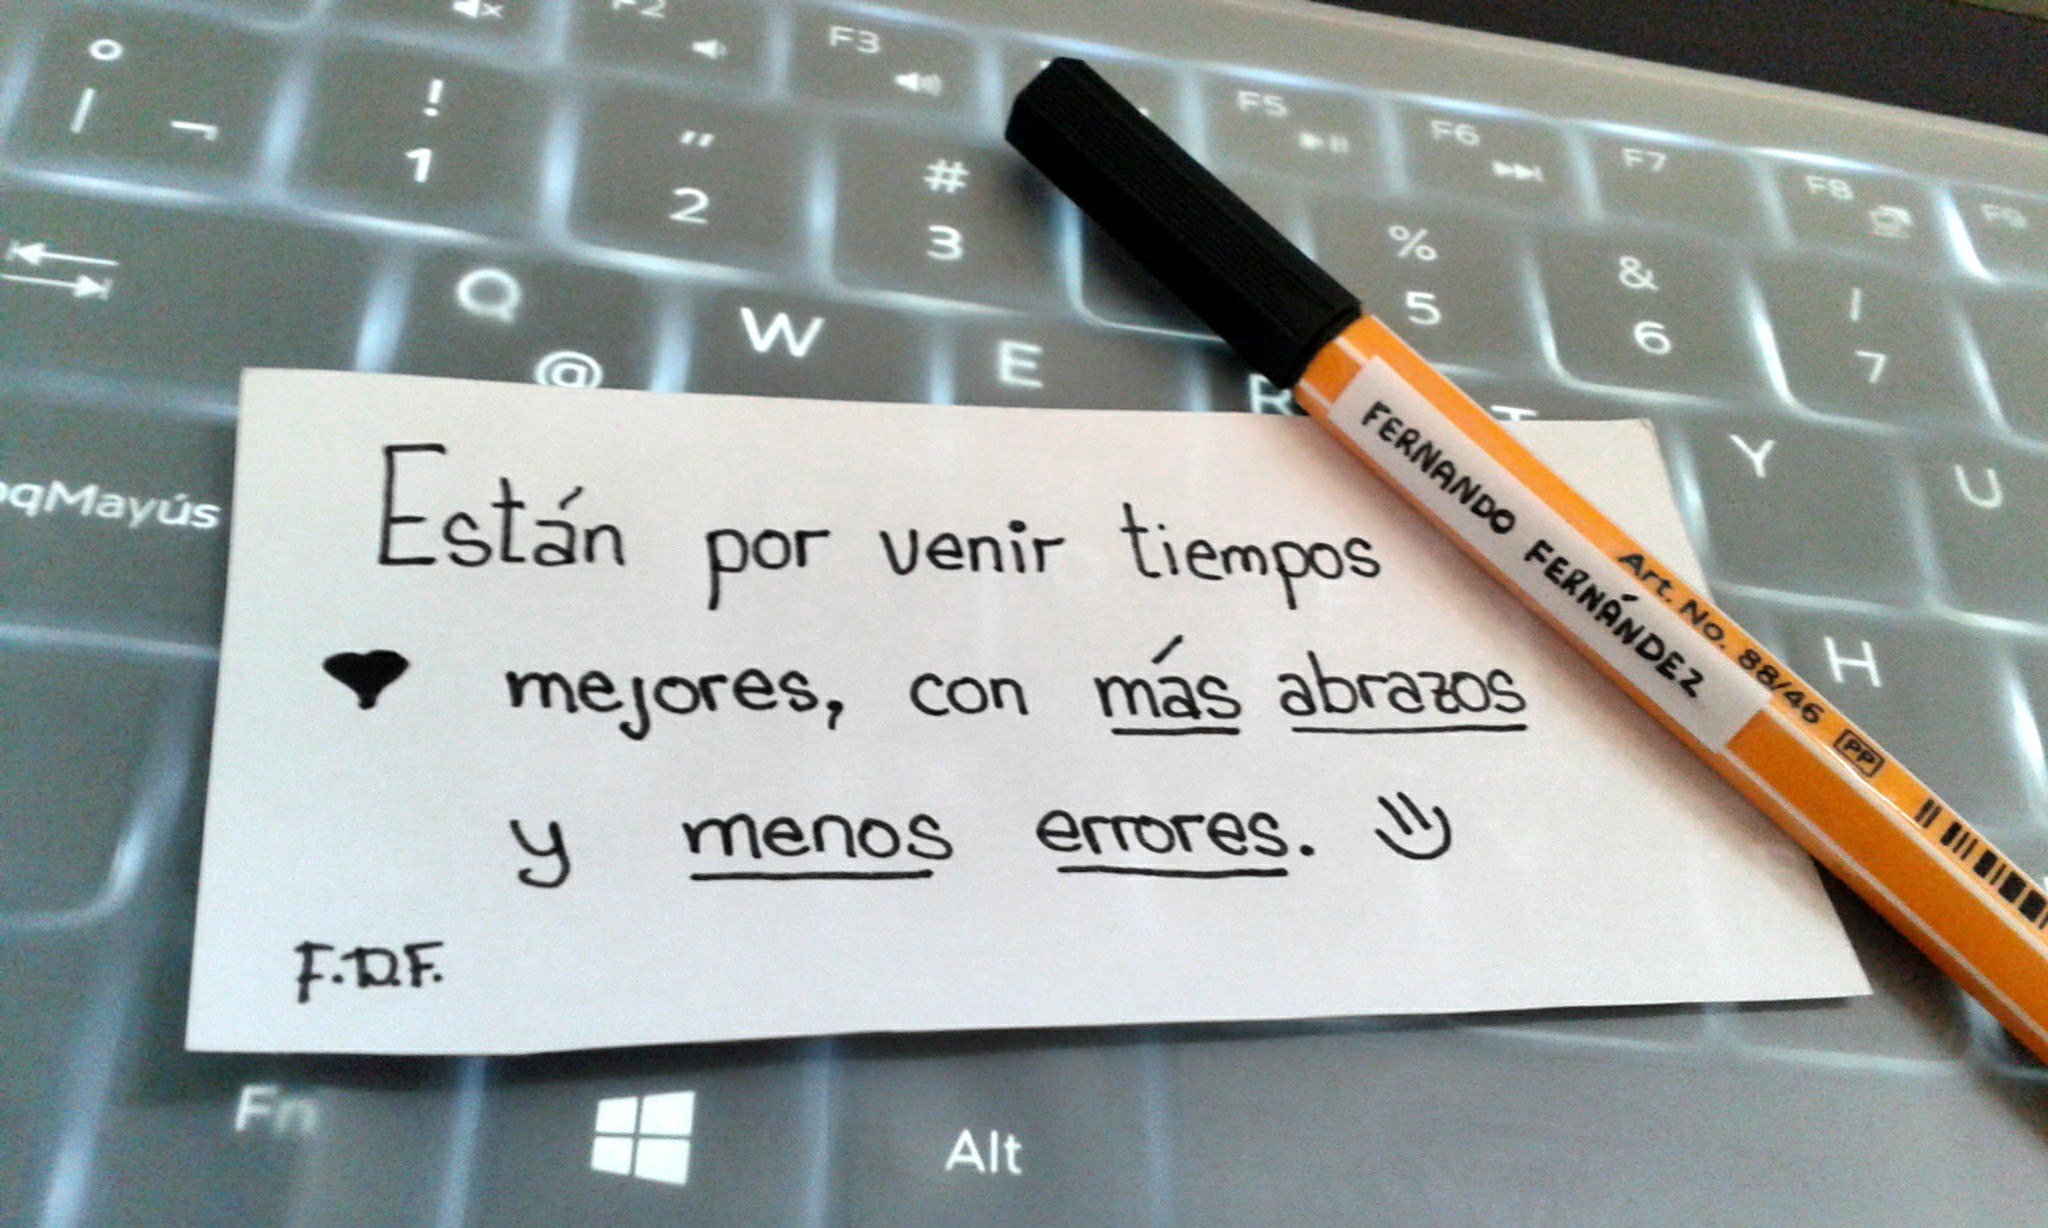 F2
F3
F5
F6
F7
F8
F9
° | ¬
! 1
" 2
# 3
% 5
& 6
7
Q @
W
E
R
T
Y
U
H
qMayús
Están por venir tiempos
♥ mejores, con más abrazos
y menos errores.
F.D.F.
FERNANDO FERNÁNDEZ
Art. No. 88/46 PP
Fn
Alt